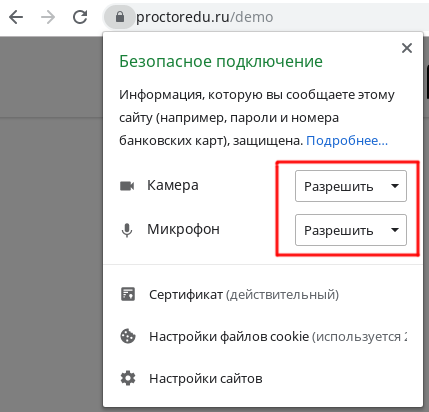 proctoredu.ru/demo
Безопасное подключение
Информация, которую вы сообщаете этому
сайту (например, пароли и номера
банковских карт), защищена. Подробнее…
Камера Разрешить
Микрофон Разрешить
Сертификат (действительный)
Настройки файлов cookie (используется 2
Настройки сайтов